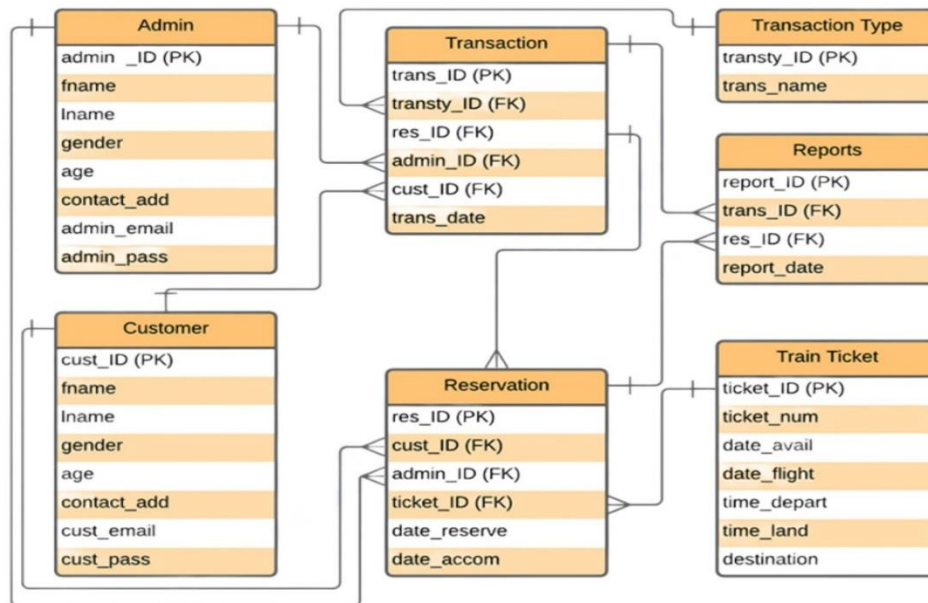 Admin
admin _ID (PK)
fname
lname
gender
age
contact_add
admin_email
admin_pass
Transaction
trans_ID (PK)
transty_ID (FK)
res_ID (FK)
admin_ID (FK)
cust_ID (FK)
trans_date
Transaction Type
transty_ID (PK)
trans_name
Reports
report_ID (PK)
trans_ID (FK)
res_ID (FK)
report_date
Customer
cust_ID (PK)
fname
lname
gender
age
contact_add
cust_email
cust_pass
Reservation
res_ID (PK)
cust_ID (FK)
admin_ID (FK)
ticket_ID (FK)
date_reserve
date_accom
Train Ticket
ticket_ID (PK)
ticket_num
date_avail
date_flight
time_depart
time_land
destination